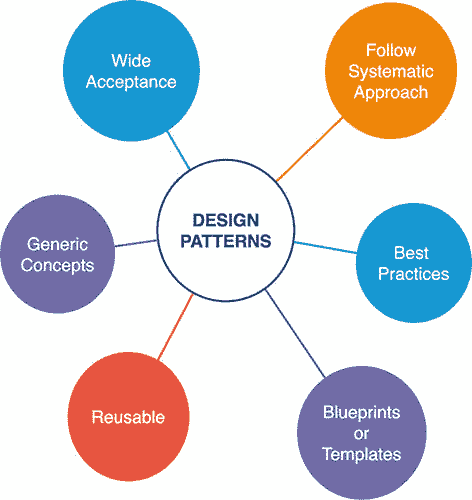 Wide
Acceptance
Follow
Systematic
Approach
DESIGN
PATTERNS
Generic
Concepts
Best
Practices
Reusable
Blueprints
or
Templates